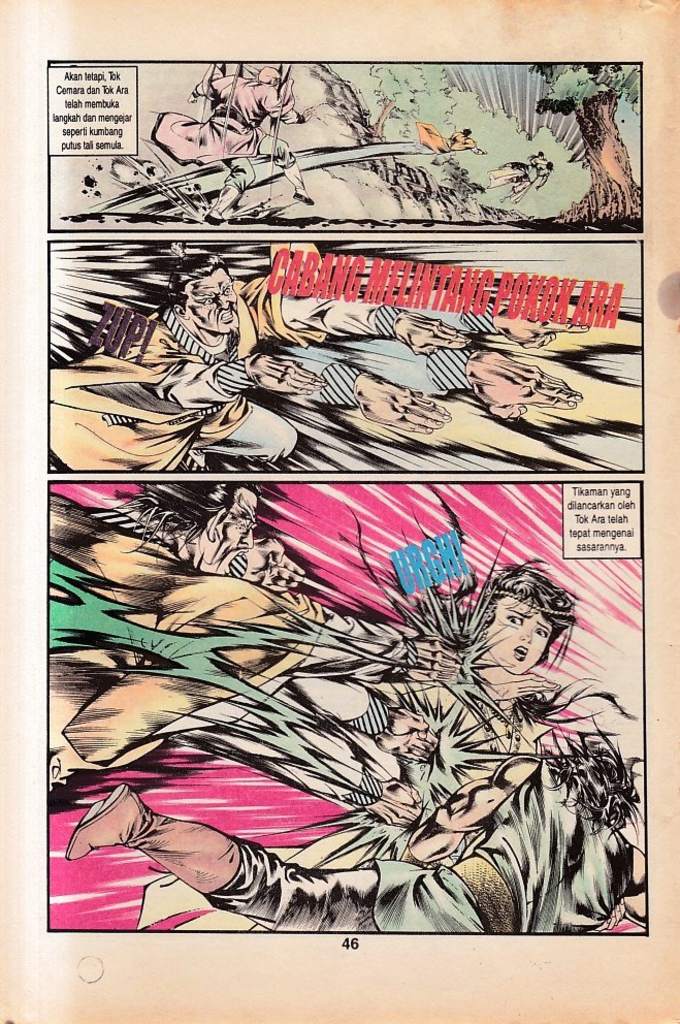 Akan tetapi, Tok
Cemara dan Tok Ara
telah membuka
langkah dan mengejar
seperti kumbang
putus tali semula.
CABANG MELINTANG POKOK ARA
ZUP!
Tikaman yang
dilancarkan oleh
Tok Ara telah
tepat mengenai
sasarannya.
URGH!
46